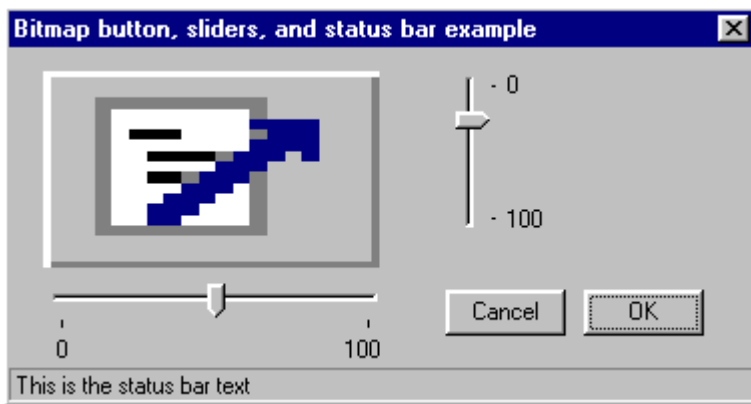 Bitmap button, sliders, and status bar example
- 0
- 100
0 100
Cancel OK
This is the status bar text